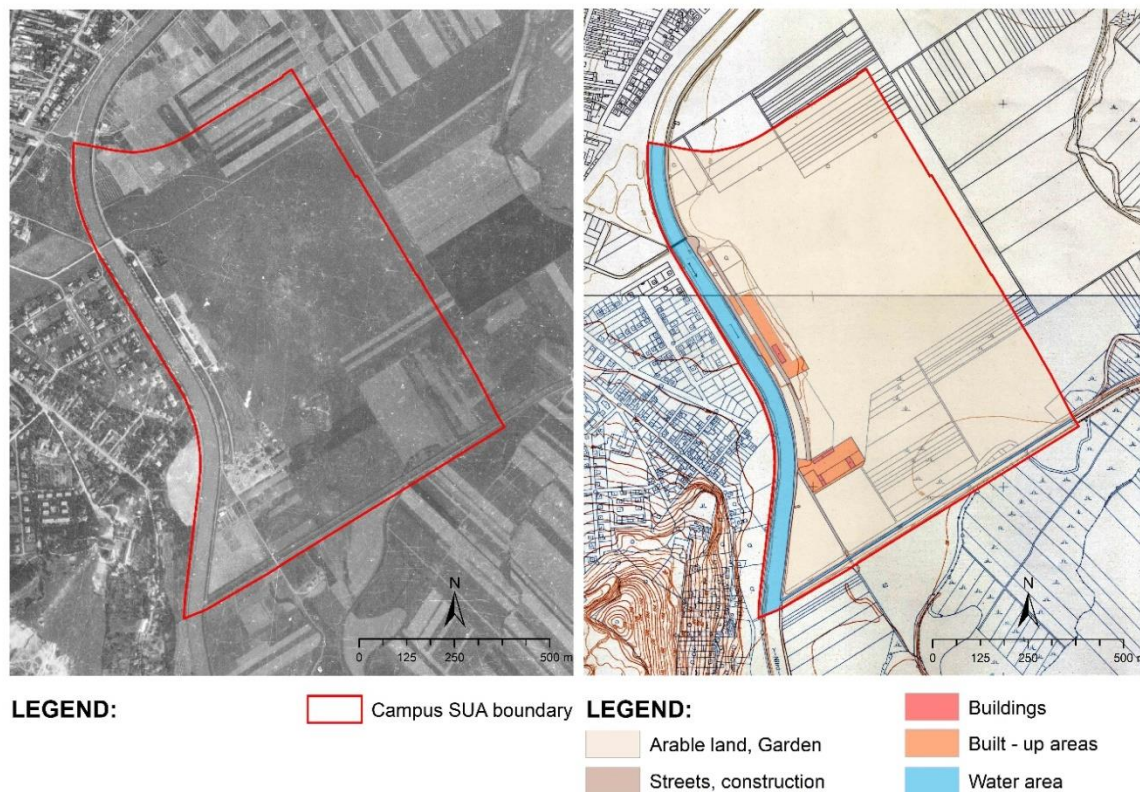 N
0 125 250 500 m
N
0 125 250 500 m
LEGEND:
Campus SUA boundary
LEGEND:
Arable land, Garden
Streets, construction
Buildings
Built - up areas
Water area